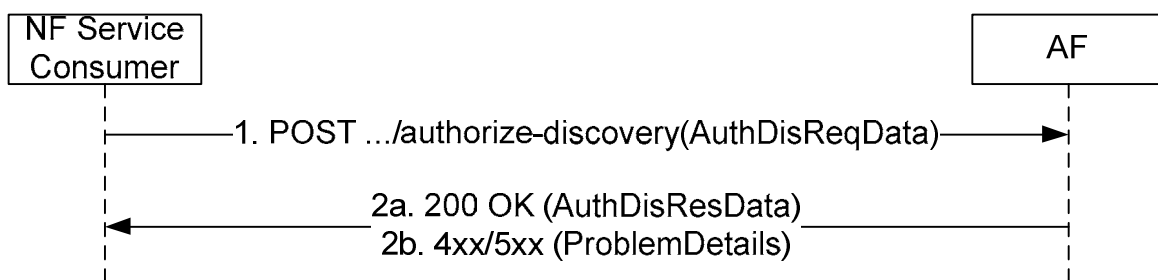 NF Service
Consumer
AF
1. POST .../authorize-discovery(AuthDisReqData)
2a. 200 OK (AuthDisResData)
2b. 4xx/5xx (ProblemDetails)